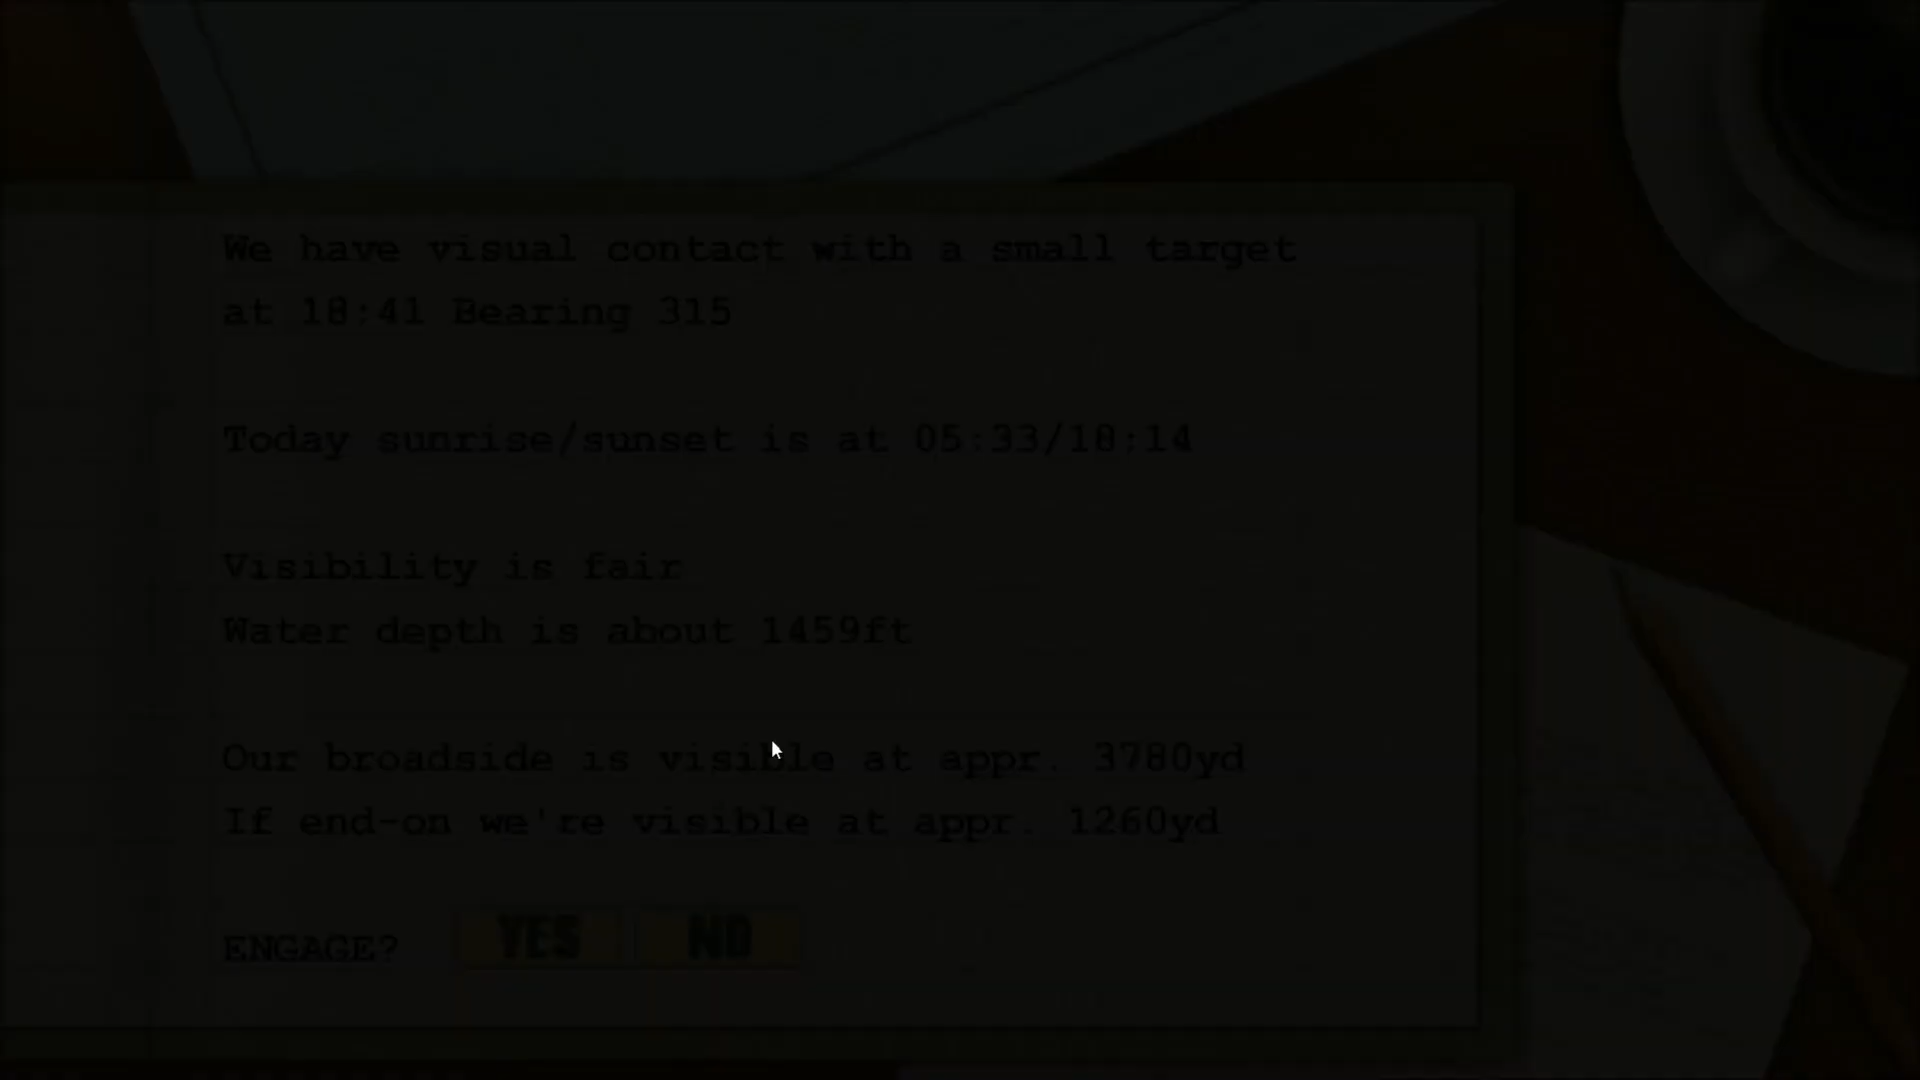 We have visual contact with a small target
at 18:41 Bearing 315
Today sunrise/sunset is at 05:33/18:14
Visibility is fair
Water depth is about 1459ft
Our broadside is visible at appr. 3780yd
If end-on we're visible at appr. 1260yd
ENGAGE? YES NO